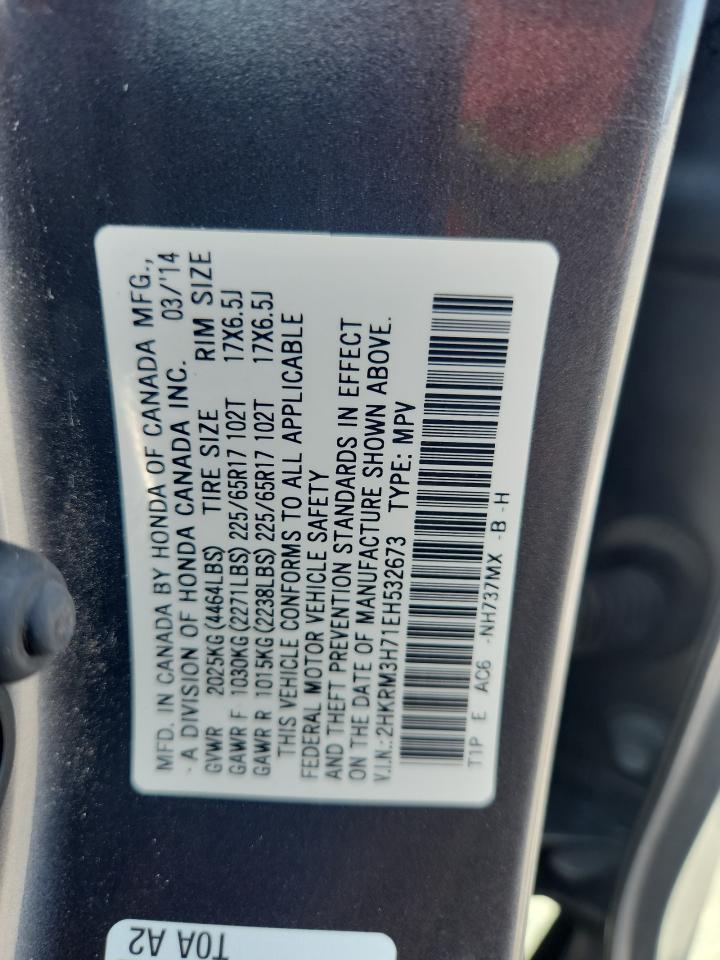 MFD. IN CANADA BY HONDA OF CANADA MFG.,
- A DIVISION OF HONDA CANADA INC. 03/'14
GVWR 2025KG (4464LBS) TIRE SIZE RIM SIZE
GAWR F 1030KG (2271LBS) 225/65R17 102T 17X6.5J
GAWR R 1015KG (2238LBS) 225/65R17 102T 17X6.5J
THIS VEHICLE CONFORMS TO ALL APPLICABLE
FEDERAL MOTOR VEHICLE SAFETY
AND THEFT PREVENTION STANDARDS IN EFFECT
ON THE DATE OF MANUFACTURE SHOWN ABOVE.
V.I.N.:2HKRM3H71EH532673 TYPE: MPV
T1P E AC6 -NH737MX -B -H
T0A A2